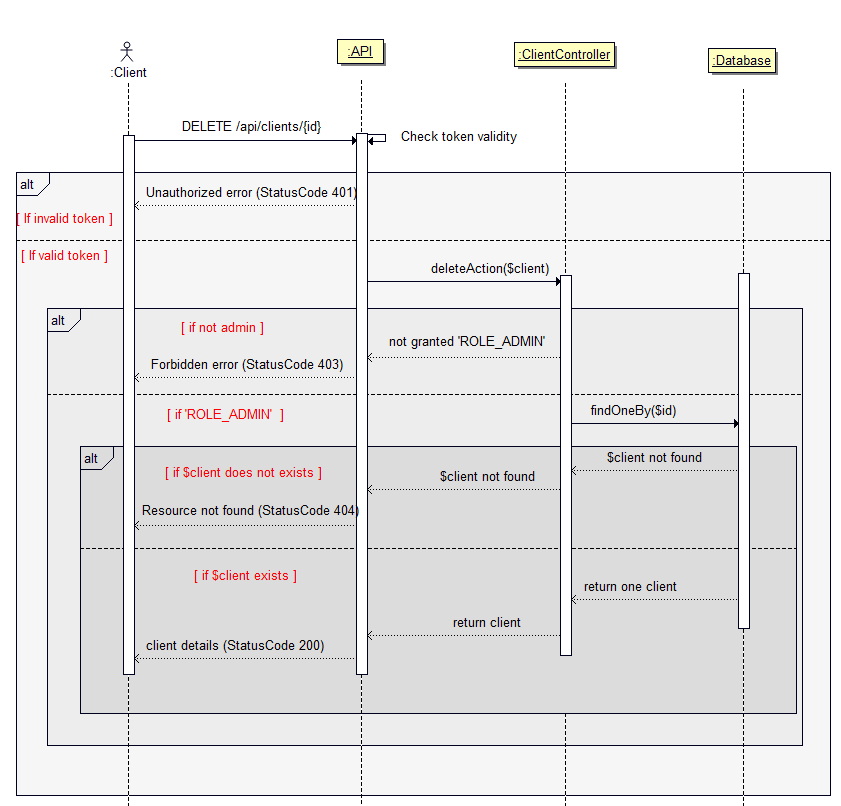 :Client
:API
:ClientController
:Database
DELETE /api/clients/{id}
Check token validity
alt
Unauthorized error (StatusCode 401)
[ If invalid token ]
[ If valid token ]
deleteAction($client)
alt
[ if not admin ]
not granted 'ROLE_ADMIN'
Forbidden error (StatusCode 403)
[ if 'ROLE_ADMIN' ]
findOneBy($id)
alt
$client not found
[ if $client does not exists ]
$client not found
Resource not found (StatusCode 404)
[ if $client exists ]
return one client
return client
client details (StatusCode 200)